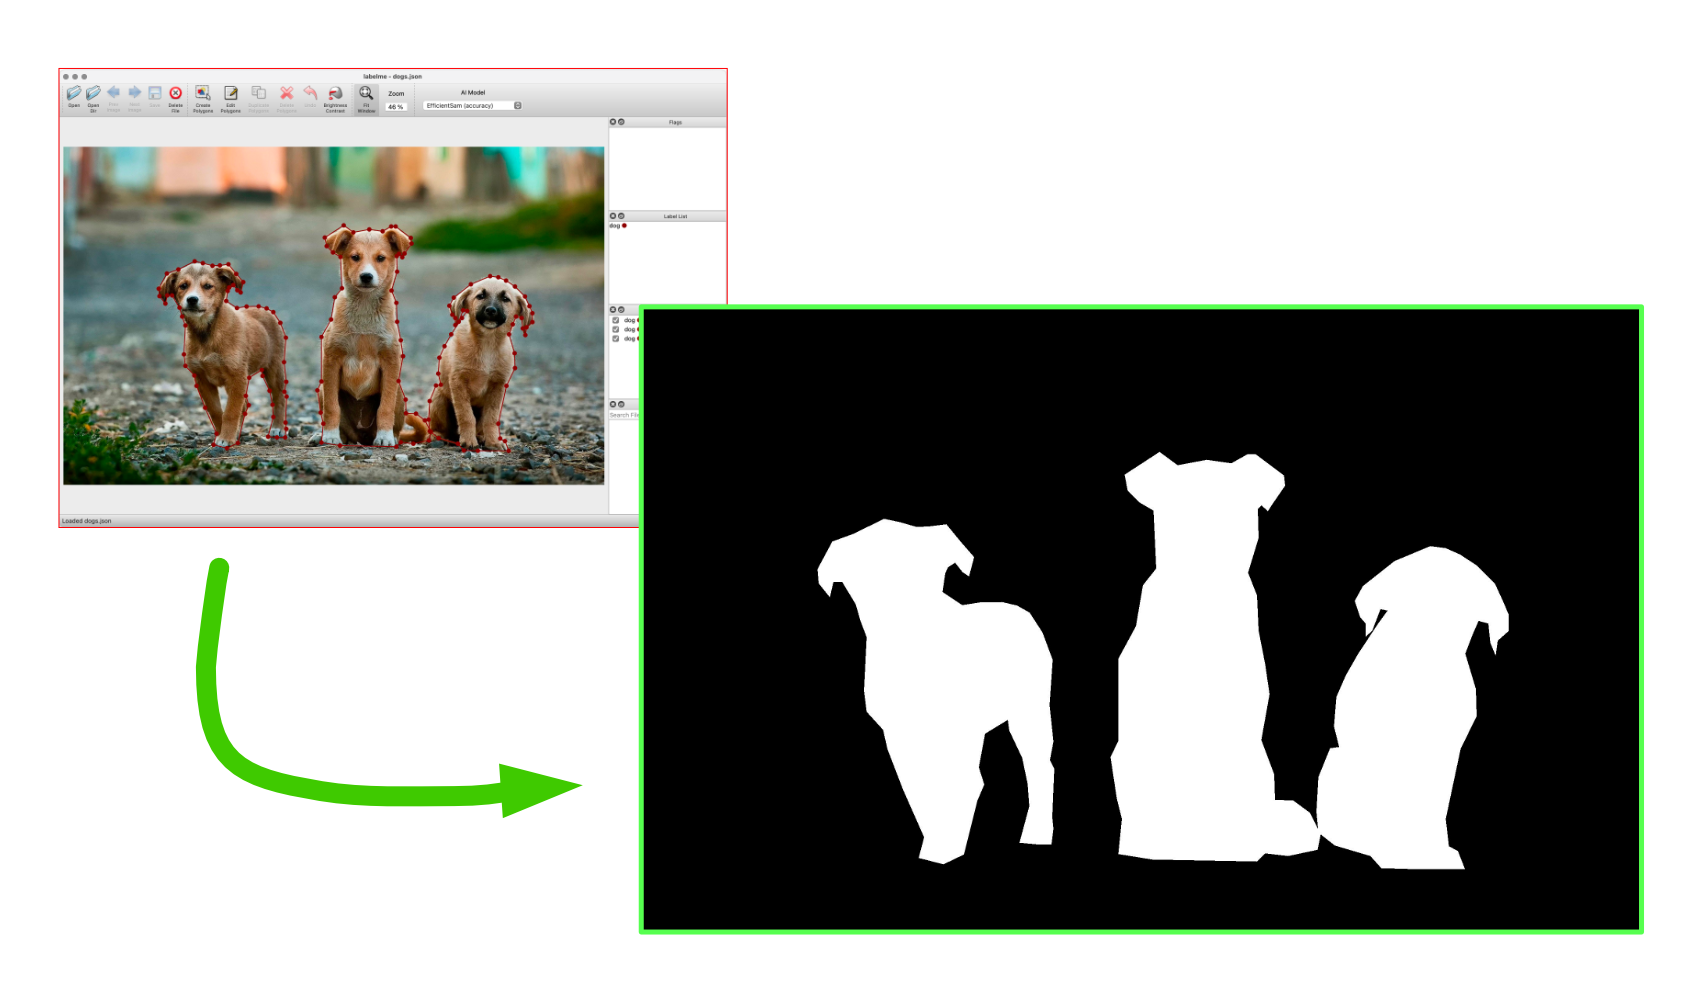 labelme - dogs.json
Open
Open Dir
Prev Image
Next Image
Save
Delete File
Create Polygons
Edit Polygons
Duplicate Polygons
Delete Polygons
Undo
Brightness Contrast
Fit Window
Zoom
46 %
AI Model
EfficientSam (accuracy)
Flags
Label List
dog
dog
dog
dog
Search File
Loaded dogs.json